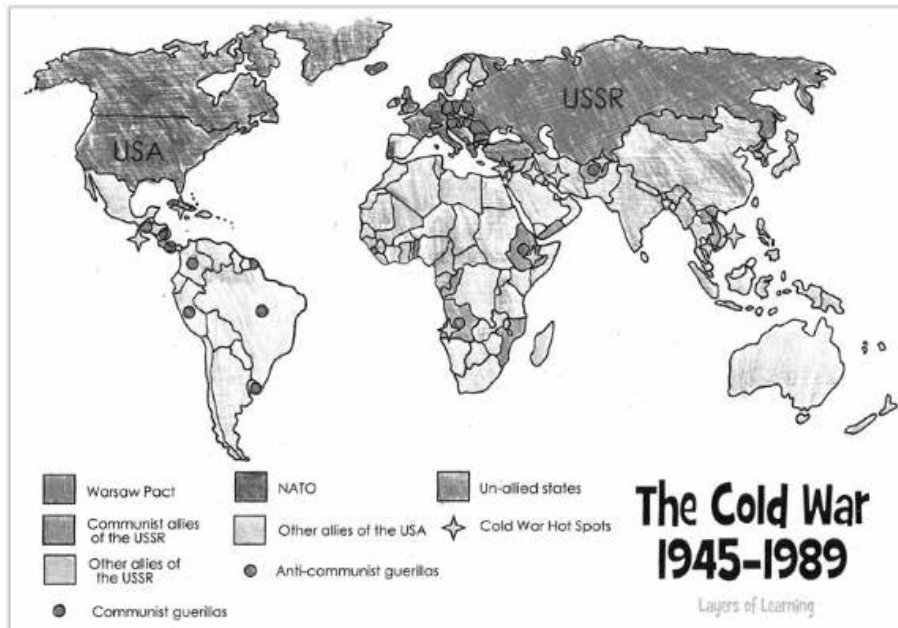 USA
USSR
Warsaw Pact
Communist allies
of the USSR
Other allies of
the USSR
Communist guerillas
NATO
Other allies of the USA
Anti-communist guerillas
Un-allied states
Cold War Hot Spots
The Cold War
1945-1989
Layers of Learning